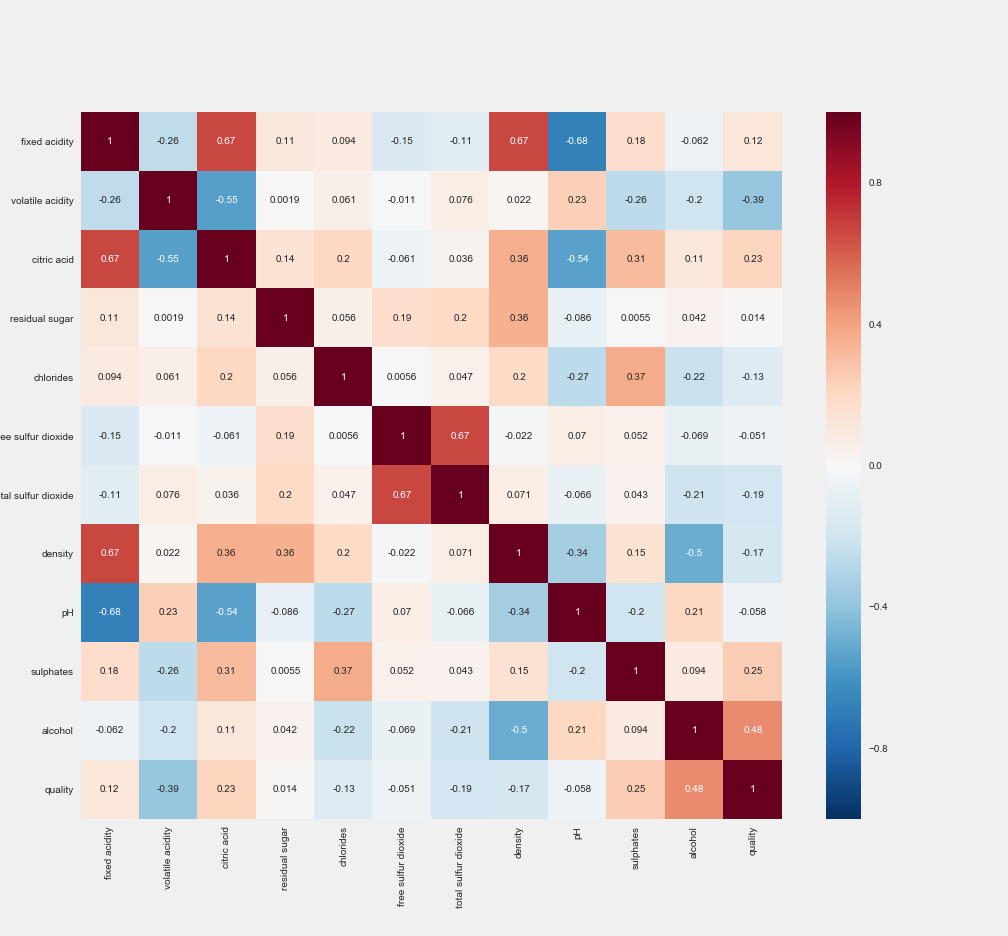 fixed acidity 1 -0.26 0.67 0.11 0.094 -0.15 -0.11 0.67 -0.68 0.18 -0.062 0.12
volatile acidity -0.26 1 -0.55 0.0019 0.061 -0.011 0.076 0.022 0.23 -0.26 -0.2 -0.39
citric acid 0.67 -0.55 1 0.14 0.2 -0.061 0.036 0.36 -0.54 0.31 0.11 0.23
residual sugar 0.11 0.0019 0.14 1 0.056 0.19 0.2 0.36 -0.086 0.0055 0.042 0.014
chlorides 0.094 0.061 0.2 0.056 1 0.0056 0.047 0.2 -0.27 0.37 -0.22 -0.13
ee sulfur dioxide -0.15 -0.011 -0.061 0.19 0.0056 1 0.67 -0.022 0.07 0.052 -0.069 -0.051
tal sulfur dioxide -0.11 0.076 0.036 0.2 0.047 0.67 1 0.071 -0.066 0.043 -0.21 -0.19
density 0.67 0.022 0.36 0.36 0.2 -0.022 0.071 1 -0.34 0.15 -0.5 -0.17
pH -0.68 0.23 -0.54 -0.086 -0.27 0.07 -0.066 -0.34 1 -0.2 0.21 -0.058
sulphates 0.18 -0.26 0.31 0.0055 0.37 0.052 0.043 0.15 -0.2 1 0.094 0.25
alcohol -0.062 -0.2 0.11 0.042 -0.22 -0.069 -0.21 -0.5 0.21 0.094 1 0.48
quality 0.12 -0.39 0.23 0.014 -0.13 -0.051 -0.19 -0.17 -0.058 0.25 0.48 1
fixed acidity
volatile acidity
citric acid
residual sugar
chlorides
free sulfur dioxide
total sulfur dioxide
density
pH
sulphates
alcohol
quality
0.8
0.4
0.0
−0.4
−0.8